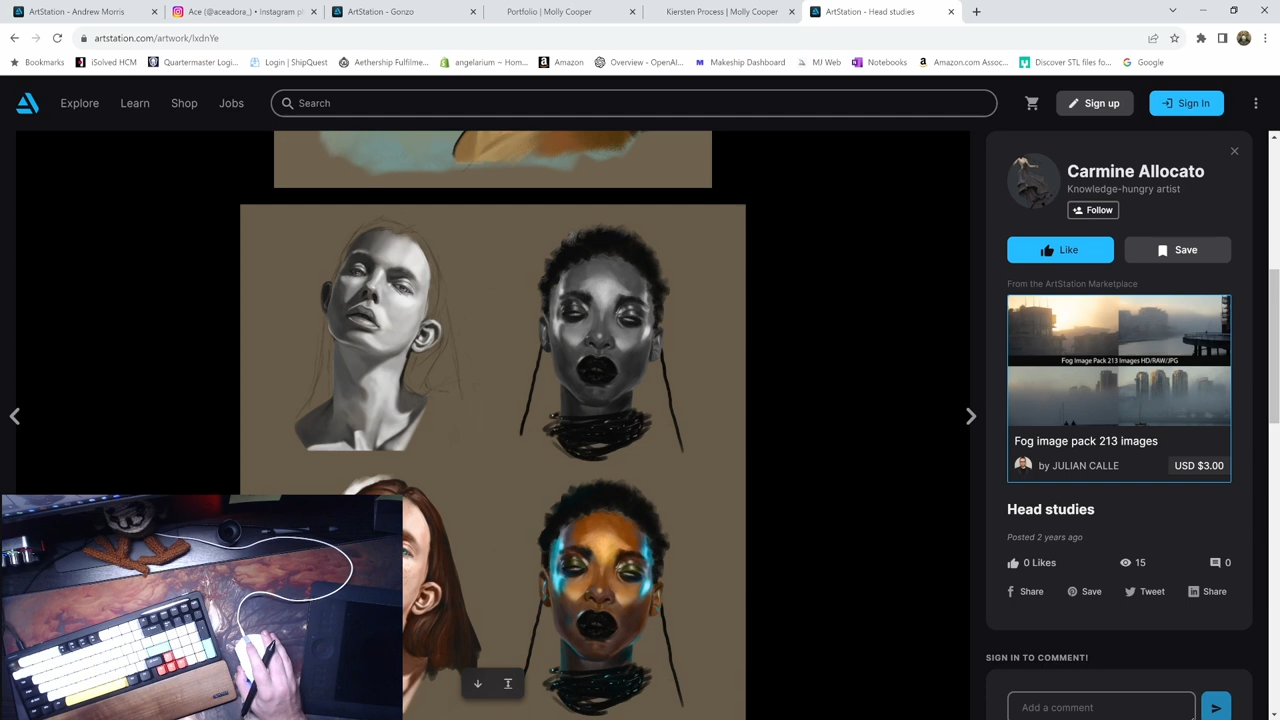 ArtStation - Andrew Morris
Ace (@aceadora_) • Instagram ph
ArtStation - Gonzo
Portfolio | Molly Cooper
Kiersten Process | Molly Cooper
ArtStation - Head studies
artstation.com/artwork/lxdnYe
Bookmarks
iSolved HCM
Quartermaster Logi...
Login | ShipQuest
Aethership Fulfilme...
angelarium ~ Hom...
Amazon
Overview - OpenAI...
Makeship Dashboard
MJ Web
Notebooks
Amazon.com Assoc...
Discover STL files fo...
Google
Explore
Learn
Shop
Jobs
Search
Sign up
Sign In
Carmine Allocato
Knowledge-hungry artist
Follow
Like
Save
From the ArtStation Marketplace
Fog Image Pack 213 Images HD/RAW/JPG
Fog image pack 213 images
by JULIAN CALLE
USD $3.00
Head studies
Posted 2 years ago
0 Likes
15
0
Share
Save
Tweet
Share
SIGN IN TO COMMENT!
Add a comment